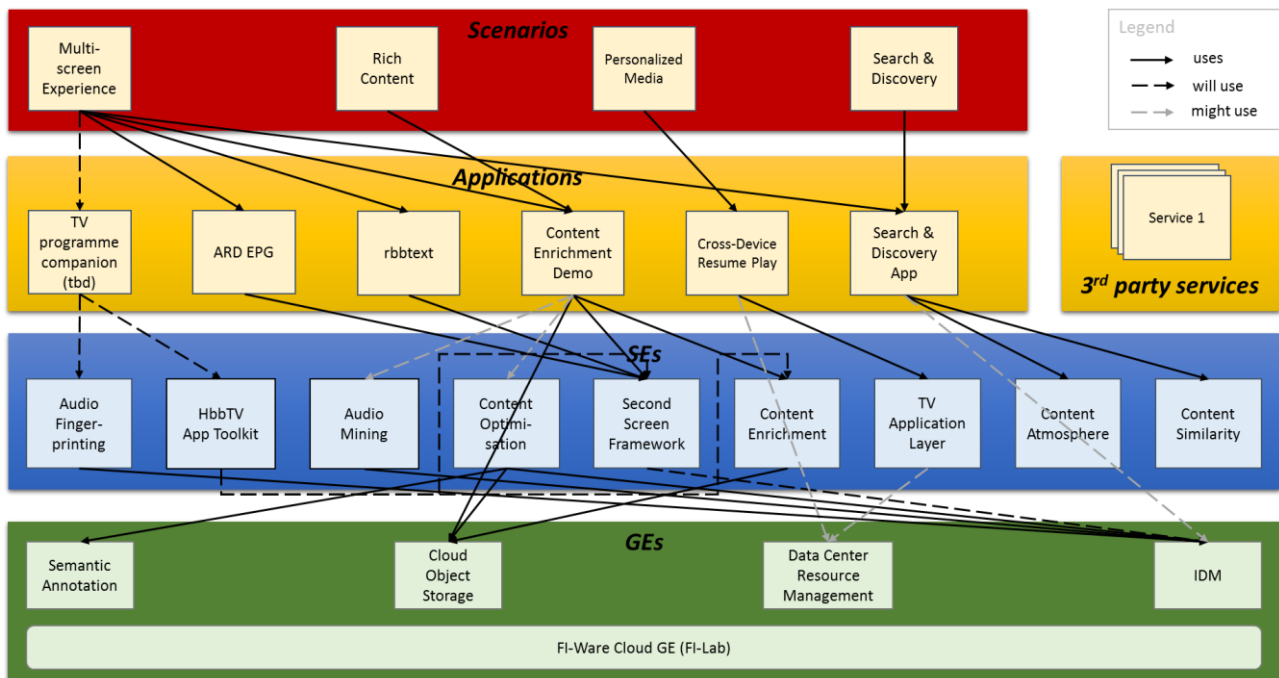 Scenarios
Multi-
screen
Experience
Rich
Content
Personalized
Media
Search &
Discovery
Legend
uses
will use
might use
Applications
TV
programme
companion
(tbd)
ARD EPG
rbbtext
Content
Enrichment
Demo
Cross-Device
Resume Play
Search &
Discovery
App
Service 1
3rd party services
SEs
Audio
Finger-
printing
HbbTV
App Toolkit
Audio
Mining
Content
Optimi-
sation
Second
Screen
Framework
Content
Enrichment
TV
Application
Layer
Content
Atmosphere
Content
Similarity
GEs
Semantic
Annotation
Cloud
Object
Storage
Data Center
Resource
Management
IDM
FI-Ware Cloud GE (FI-Lab)